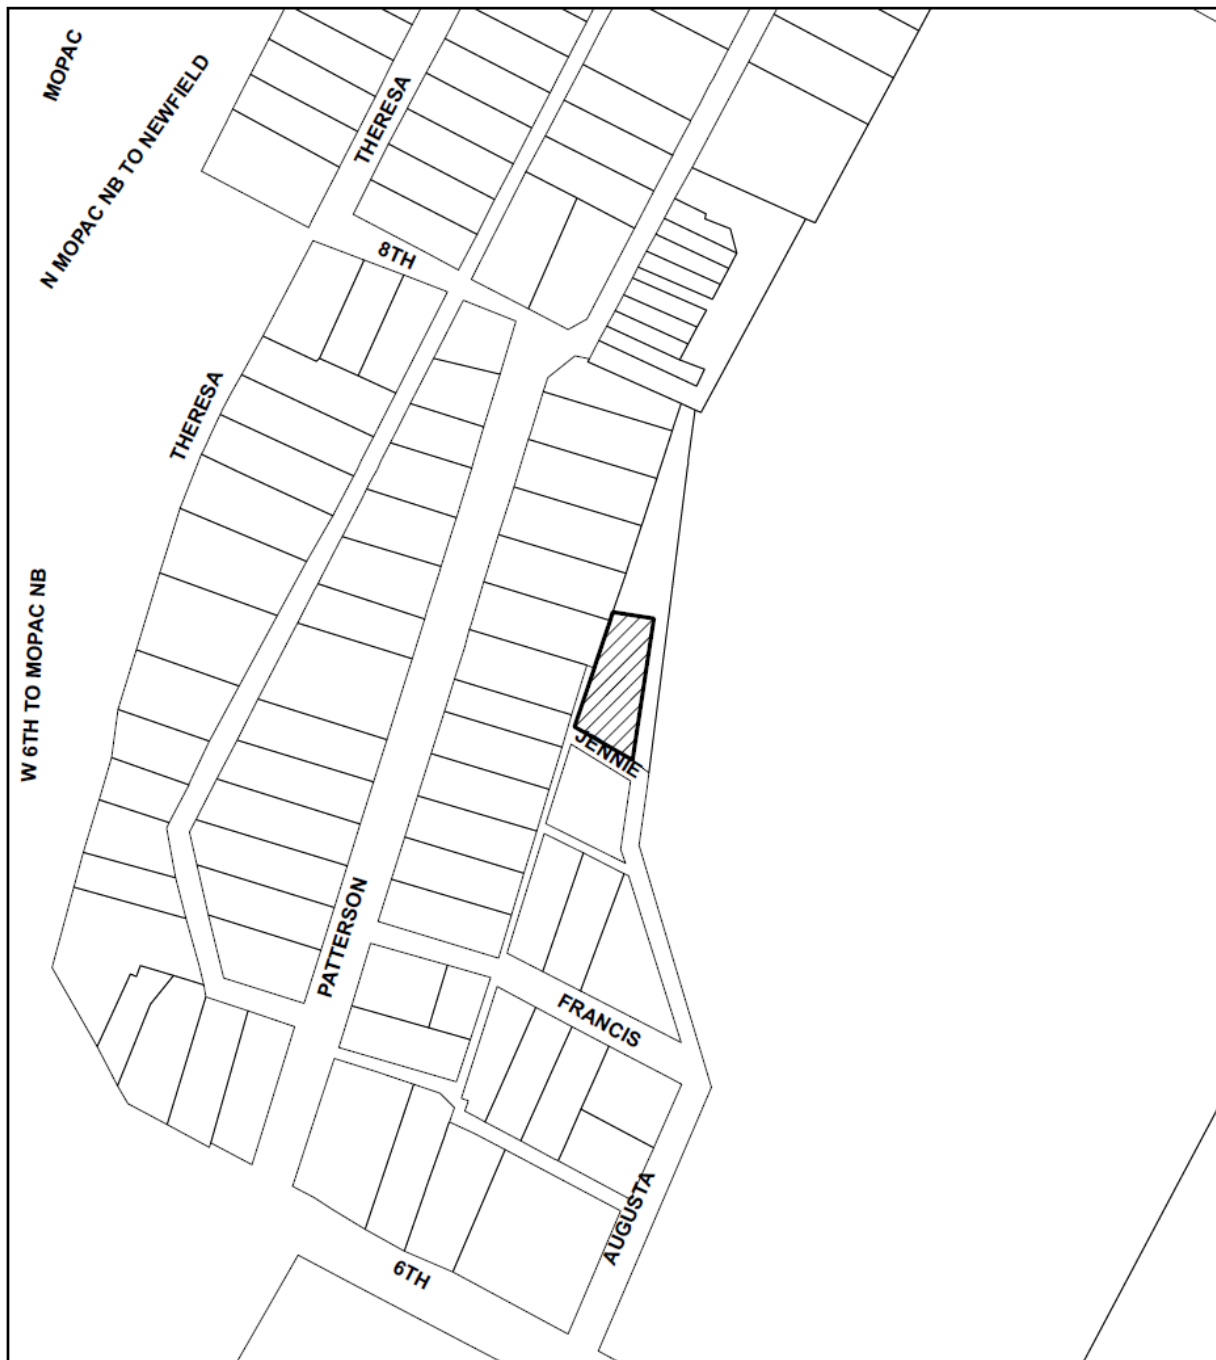 MOPAC
N MOPAC NB TO NEWFIELD
THERESA
8TH
THERESA
W 6TH TO MOPAC NB
JENNIE
PATTERSON
FRANCIS
AUGUSTA
6TH